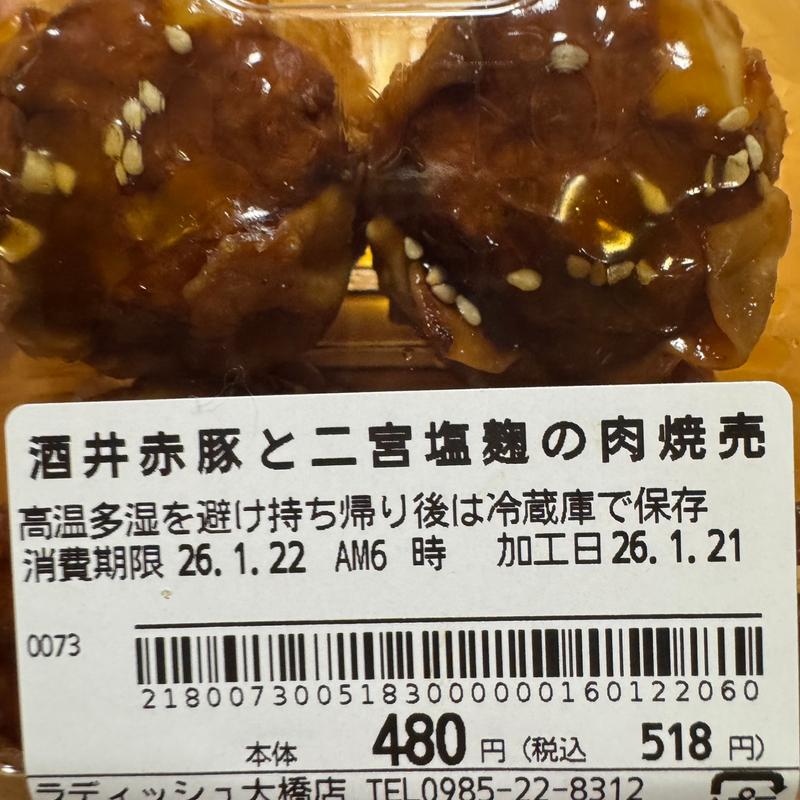 酒井赤豚と二宮塩麹の肉焼売
高温多湿を避け持ち帰り後は冷蔵庫で保存
消費期限 26.1.22 AM6 時 加工日 26.1.21
0073
2180073005183000000160122060
本体 480 円 (税込 518 円)
ラディッシュ大橋店 TEL0985-22-8312